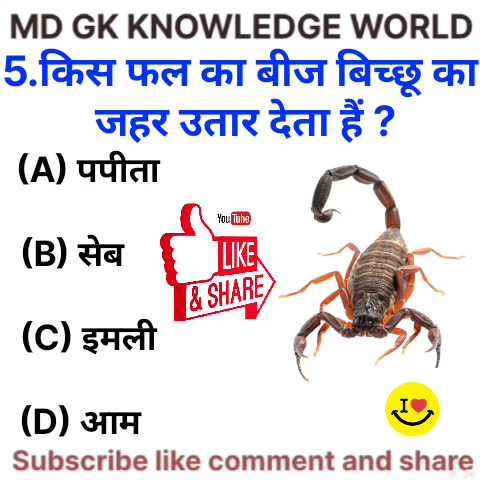 MD GK KNOWLEDGE WORLD
5.किस फल का बीज बिच्छू का
जहर उतार देता हैं ?
(A) पपीता
(B) सेब
(C) इमली
(D) आम
YouTube
LIKE
& SHARE
I
Subscribe like comment and share